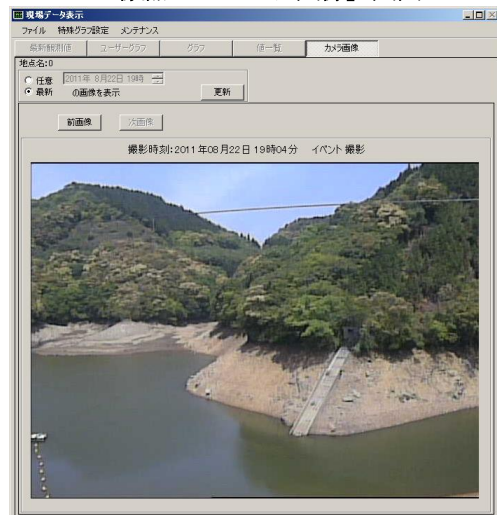 現場データ表示
ファイル 特殊グラフ設定 メンテナンス
最新観測値 ユーザーグラフ グラフ 値一覧 カメラ画像
地点名:0
任意 2011年 8月22日 19時
最新 の画像を表示 更新
前画像 次画像
撮影時刻:2011年08月22日 19時04分 イベント撮影